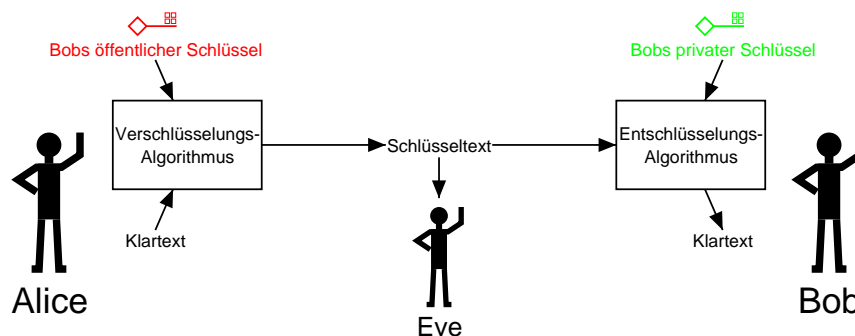 Bobs öffentlicher Schlüssel
Bobs privater Schlüssel
Verschlüsselungs-
Algorithmus
Schlüsseltext
Entschlüsselungs-
Algorithmus
Klartext
Klartext
Alice
Eve
Bob